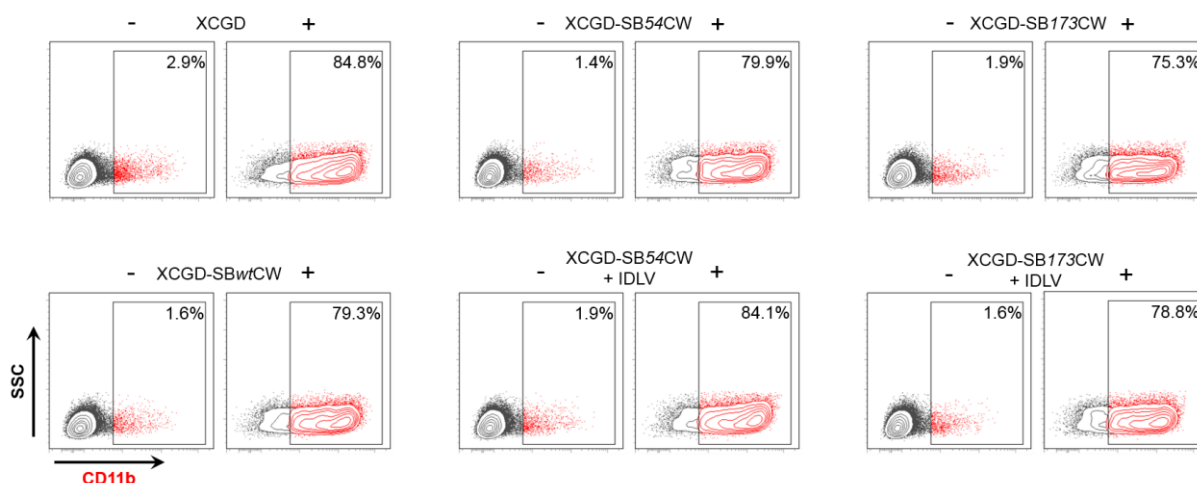 - XCGD +
2.9% 84.8%
- XCGD-SB54CW +
1.4% 79.9%
- XCGD-SB173CW +
1.9% 75.3%
- XCGD-SBwtCW +
1.6% 79.3%
- XCGD-SB54CW +
+ IDLV
1.9% 84.1%
- XCGD-SB173CW +
+ IDLV
1.6% 78.8%
SSC
CD11b